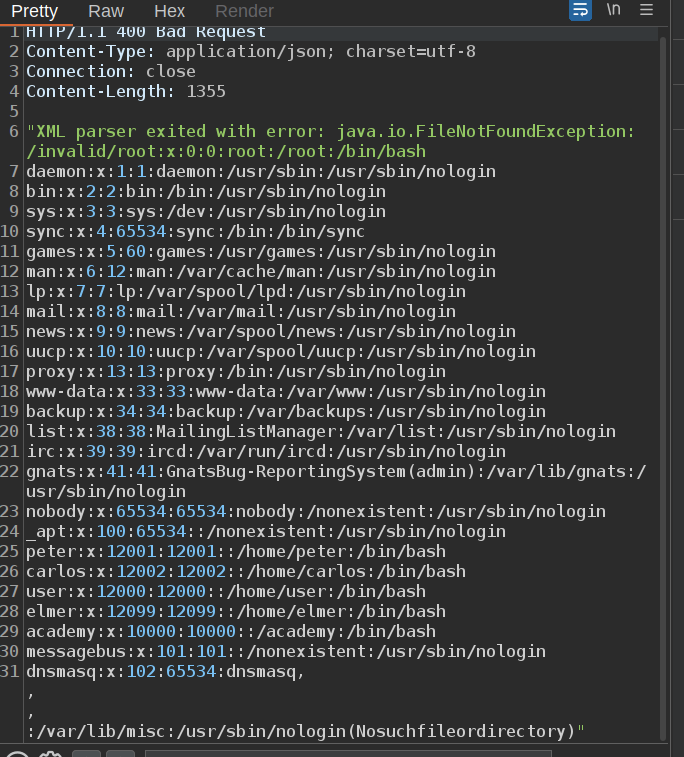 Pretty Raw Hex Render \n
1 HTTP/1.1 400 Bad Request
2 Content-Type: application/json; charset=utf-8
3 Connection: close
4 Content-Length: 1355
5
6 "XML parser exited with error: java.io.FileNotFoundException:
/invalid/root:x:0:0:root:/root:/bin/bash
7 daemon:x:1:1:daemon:/usr/sbin:/usr/sbin/nologin
8 bin:x:2:2:bin:/bin:/usr/sbin/nologin
9 sys:x:3:3:sys:/dev:/usr/sbin/nologin
10 sync:x:4:65534:sync:/bin:/bin/sync
11 games:x:5:60:games:/usr/games:/usr/sbin/nologin
12 man:x:6:12:man:/var/cache/man:/usr/sbin/nologin
13 lp:x:7:7:lp:/var/spool/lpd:/usr/sbin/nologin
14 mail:x:8:8:mail:/var/mail:/usr/sbin/nologin
15 news:x:9:9:news:/var/spool/news:/usr/sbin/nologin
16 uucp:x:10:10:uucp:/var/spool/uucp:/usr/sbin/nologin
17 proxy:x:13:13:proxy:/bin:/usr/sbin/nologin
18 www-data:x:33:33:www-data:/var/www:/usr/sbin/nologin
19 backup:x:34:34:backup:/var/backups:/usr/sbin/nologin
20 list:x:38:38:MailingListManager:/var/list:/usr/sbin/nologin
21 irc:x:39:39:ircd:/var/run/ircd:/usr/sbin/nologin
22 gnats:x:41:41:GnatsBug-ReportingSystem(admin):/var/lib/gnats:/
usr/sbin/nologin
23 nobody:x:65534:65534:nobody:/nonexistent:/usr/sbin/nologin
24 _apt:x:100:65534::/nonexistent:/usr/sbin/nologin
25 peter:x:12001:12001::/home/peter:/bin/bash
26 carlos:x:12002:12002::/home/carlos:/bin/bash
27 user:x:12000:12000::/home/user:/bin/bash
28 elmer:x:12099:12099::/home/elmer:/bin/bash
29 academy:x:10000:10000::/academy:/bin/bash
30 messagebus:x:101:101::/nonexistent:/usr/sbin/nologin
31 dnsmasq:x:102:65534:dnsmasq,
,
,
:/var/lib/misc:/usr/sbin/nologin(Nosuchfileordirectory)"